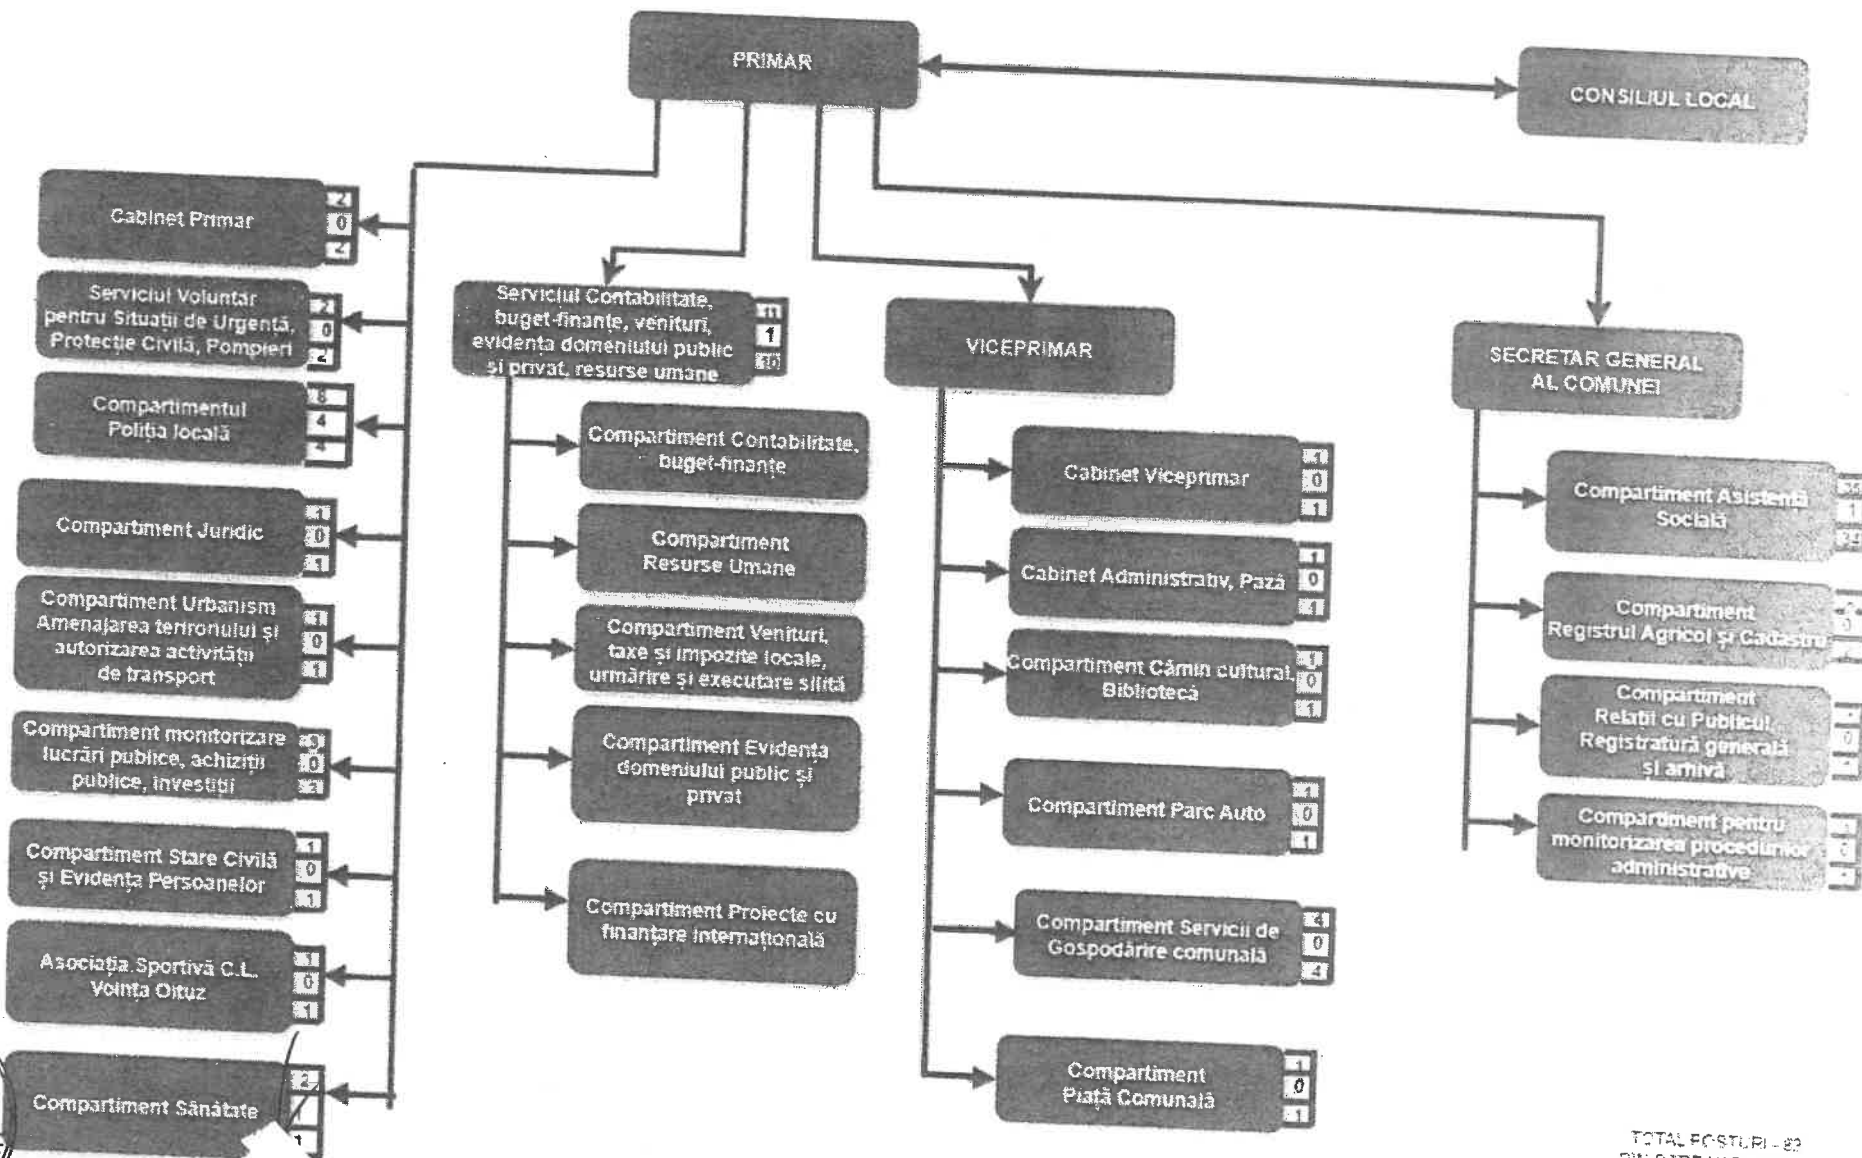 PRIMAR
CONSILIUL LOCAL
Cabinet Primar
2
0
2
Serviciul Voluntar
pentru Situații de Urgență,
Protecție Civilă, Pompieri
2
0
2
Compartimentul
Poliția locală
8
4
4
Compartiment Juridic
1
0
1
Compartiment Urbanism
Amenajarea teritoriului și
autorizarea activității
de transport
1
0
1
Compartiment monitorizare
lucrări publice, achiziții
publice, investiții
3
0
3
Compartiment Stare Civilă
și Evidența Persoanelor
1
0
1
Asociația Sportivă C.L.
Voința Oituz
1
0
1
Compartiment Sănătate
2
1
1
Serviciul Contabilitate,
buget-finanțe, venituri,
evidența domeniului public
și privat, resurse umane
11
1
10
Compartiment Contabilitate,
buget-finanțe
Compartiment
Resurse Umane
Compartiment Venituri,
taxe și impozite locale,
urmărire și executare silită
Compartiment Evidența
domeniului public și
privat
Compartiment Proiecte cu
finanțare internațională
VICEPRIMAR
Cabinet Viceprimar
1
0
1
Cabinet Administrativ, Pază
1
0
1
Compartiment Cămin cultural,
Bibliotecă
1
0
1
Compartiment Parc Auto
1
0
1
Compartiment Servicii de
Gospodărire comunală
4
0
4
Compartiment
Piață Comunală
1
0
1
SECRETAR GENERAL
AL COMUNEI
Compartiment Asistență
Socială
35
1
34
Compartiment
Registrul Agricol și Cadastru
0
Compartiment
Relații cu Publicul,
Registratură generală
și arhivă
0
Compartiment pentru
monitorizarea procedurilor
administrative
0
TOTAL POSTURI - 82